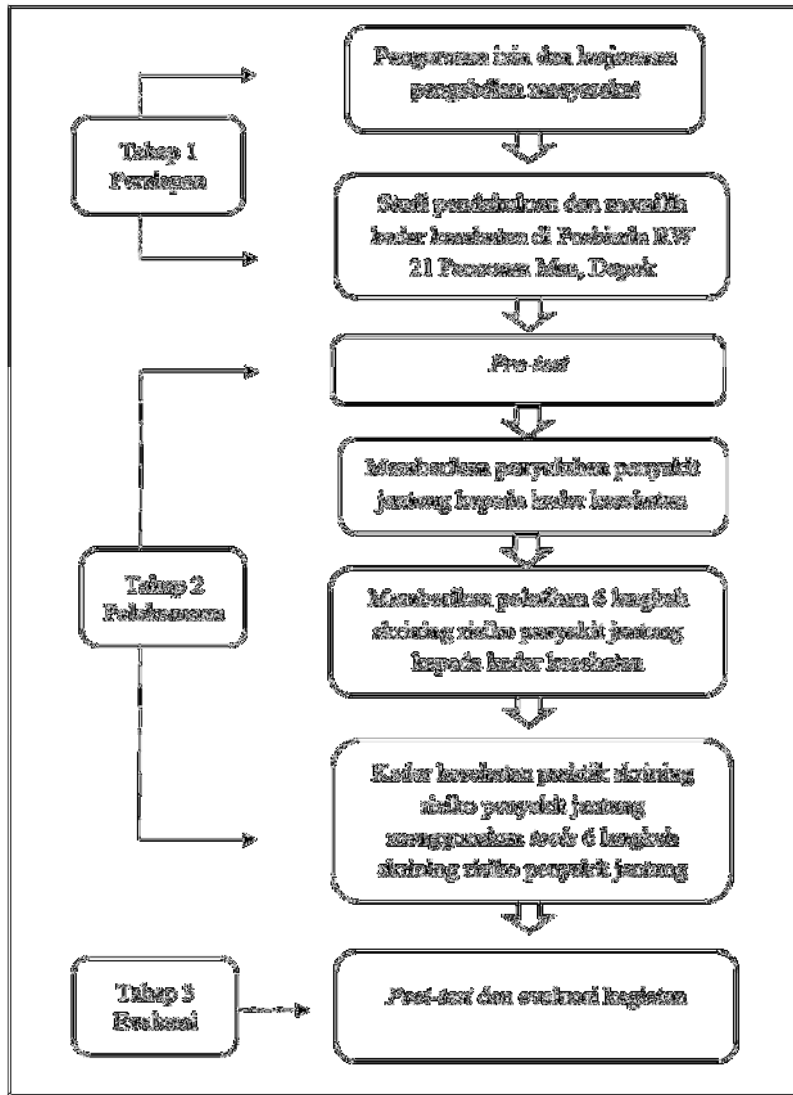 Pengurusan izin dan
pengabdian masyarakat
Tahap 1
Persiapan
Studi pendahuluan dan memilih
kader kesehatan di Posbindu RW
21 Depok
Pre-test
Memberikan penyuluhan penyakit
jantung kepada kader kesehatan
Tahap 2
Pelaksanaan
Memberikan pelatihan 6 langkah
skrining risiko penyakit jantung
kepada kader kesehatan
Kader kesehatan praktik skrining
risiko penyakit jantung
menggunakan tools 6 langkah
skrining risiko penyakit jantung
Tahap 3
Evaluasi
Post-test dan evaluasi kegiatan